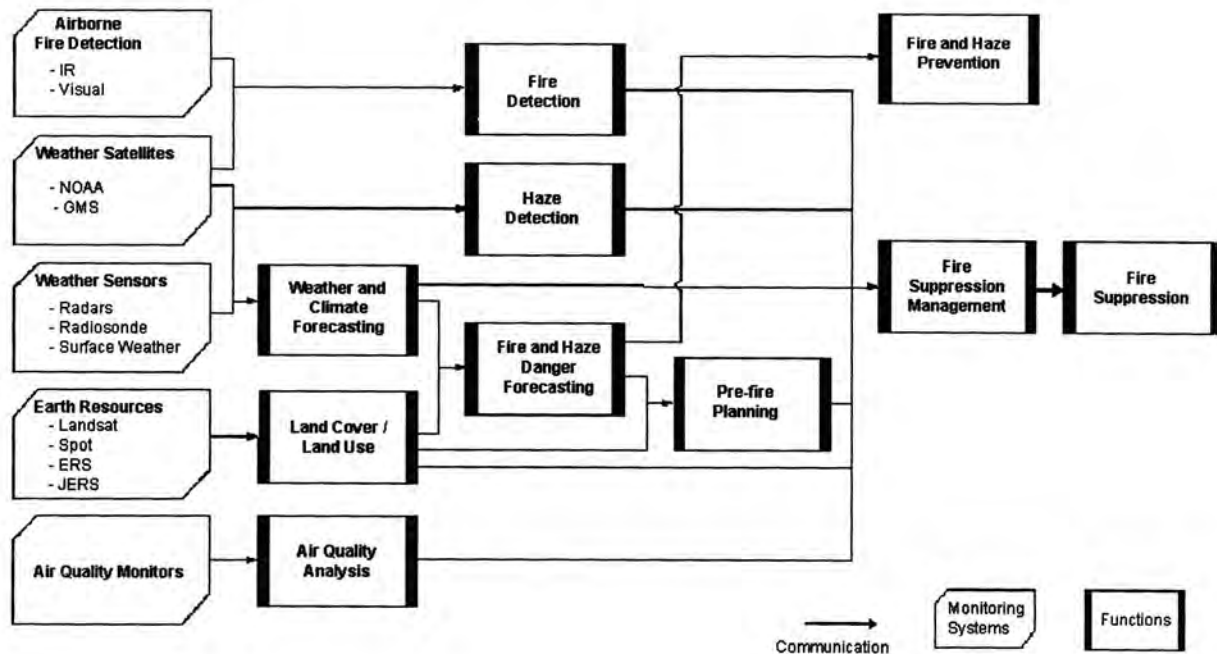 Airborne
Fire Detection
- IR
- Visual
Weather Satellites
- NOAA
- GMS
Weather Sensors
- Radars
- Radiosonde
- Surface Weather
Earth Resources
- Landsat
- Spot
- ERS
- JERS
Air Quality Monitors
Weather and
Climate
Forecasting
Land Cover /
Land Use
Air Quality
Analysis
Fire
Detection
Haze
Detection
Fire and Haze
Danger
Forecasting
Pre-fire
Planning
Fire and Haze
Prevention
Fire
Suppression
Management
Fire
Suppression
Communication
Monitoring
Systems
Functions